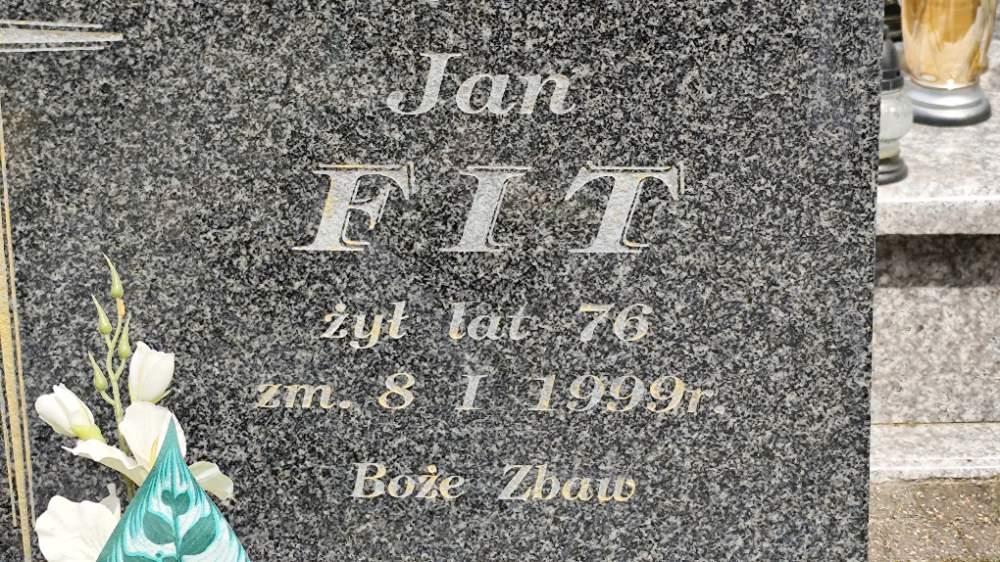 Jan
FIT
żył lat 76
zm. 8 I 1999r.
Boże Zbaw